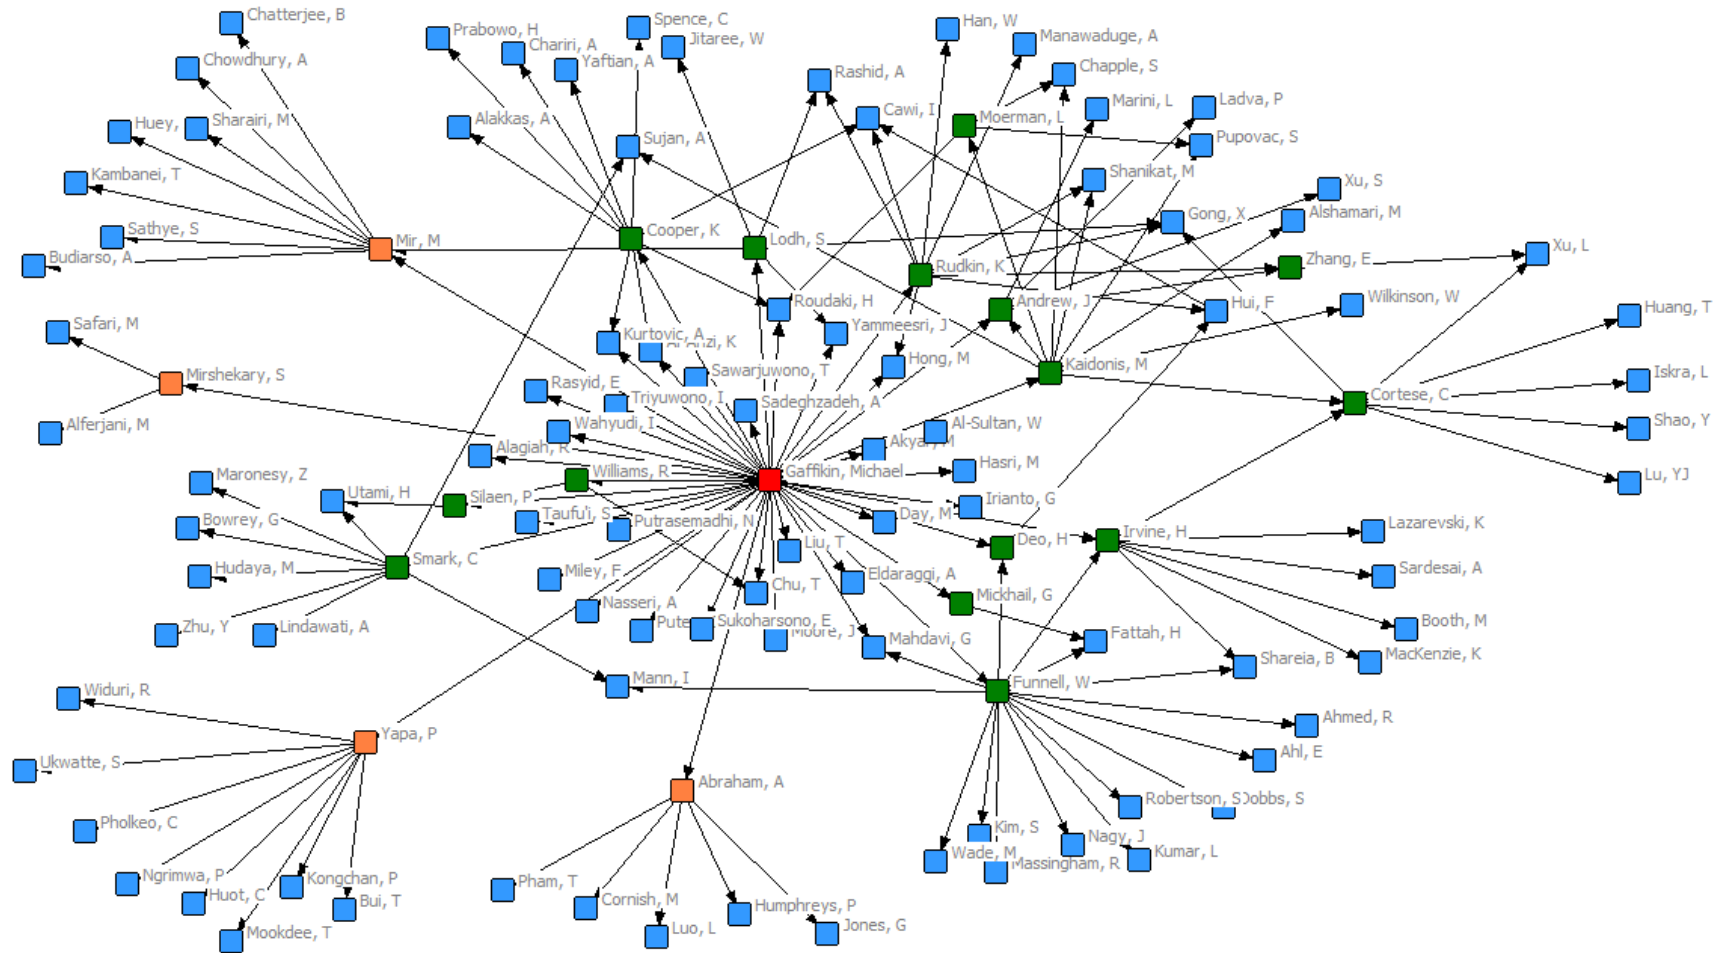 Chatterjee, B
Spence, C
Prabowo, H
Han, W
Jitaree, W
Manawaduge, A
Chariri, A
Yaftian, A
Chowdhury, A
Chapple, S
Rashid, A
Marini, L
Ladva, P
Cawi, I
Moerman, L
Alakkas, A
Huey,
Sharairi, M
Sujan, A
Pupovac, S
Kambanei, T
Shanikat, M
Xu, S
Gong, X
Alshamari, M
Sathye, S
Mir, M
Cooper, K
Lodh, S
Xu, L
Budiarso, A
Rudkin, K
Zhang, E
Roudaki, H
Andrew, J
Hui, F
Wilkinson, W
Huang, T
Safari, M
Kurtovic, A
Yammeesri, J
Hong, M
Kaidonis, M
Sawarjuwono, T
Mirshekary, S
Rasyid, E
Iskra, L
Triyuwono, I
Sadeghzadeh, A
Cortese, C
Alferjani, M
Wahyudi, I
Al-Sultan, W
Shao, Y
Alagiah, R
Maronesy, Z
Williams, R
Gaffikin, Michael
Hasri, M
Lu, YJ
Utami, H
Silaen, P
Irianto, G
Bowrey, G
Taufu'i, S
Putrasemadhi, N
Day, M
Lazarevski, K
Irvine, H
Deo, H
Liu, T
Smark, C
Hudaya, M
Miley, F
Eldaraggi, A
Sardesai, A
Chu, T
Mickhail, G
Nasseri, A
Zhu, Y
Lindawati, A
Sukoharsono, E
Moore, J
Mahdavi, G
Fattah, H
Booth, M
MacKenzie, K
Shareia, B
Mann, I
Funnell, W
Widuri, R
Ahmed, R
Yapa, P
Ahl, E
Ukwatte, S
Abraham, A
Robertson, S
Dobbs, S
Pholkeo, C
Kim, S
Nagy, J
Wade, M
Massingham, R
Kumar, L
Ngrimwa, P
Kongchan, P
Huot, C
Bui, T
Pham, T
Cornish, M
Humphreys, P
Mookdee, T
Luo, L
Jones, G